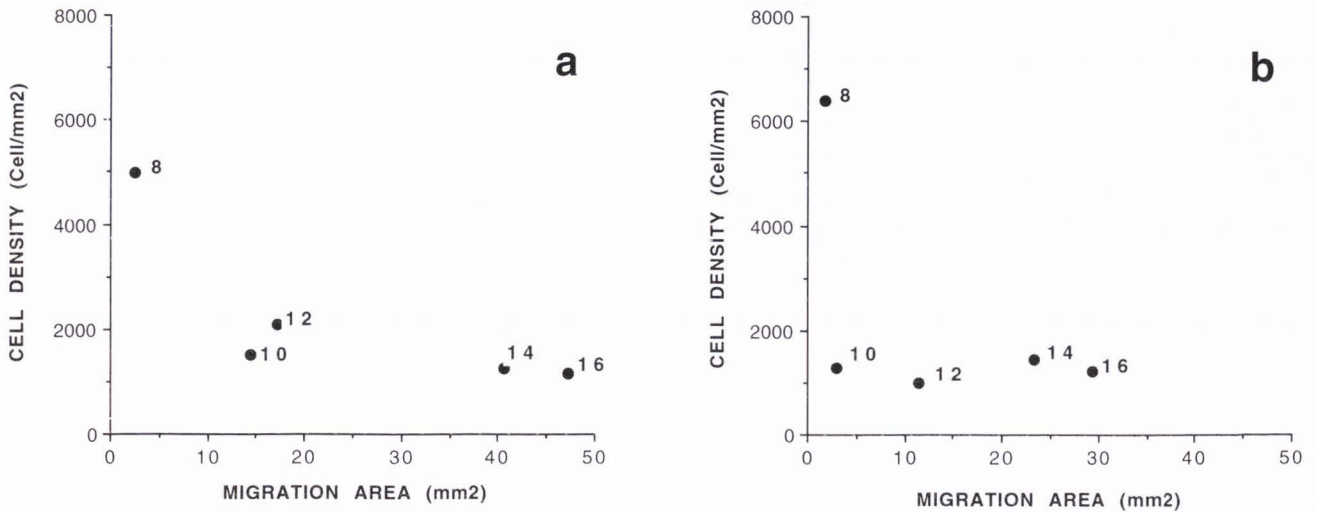 a
8000
6000
4000
2000
0
CELL DENSITY (Cell/mm2)
8
12
10
14
16
0 10 20 30 40 50
MIGRATION AREA (mm2)
b
8000
6000
4000
2000
0
CELL DENSITY (Cell/mm2)
8
10
12
14
16
0 10 20 30 40 50
MIGRATION AREA (mm2)